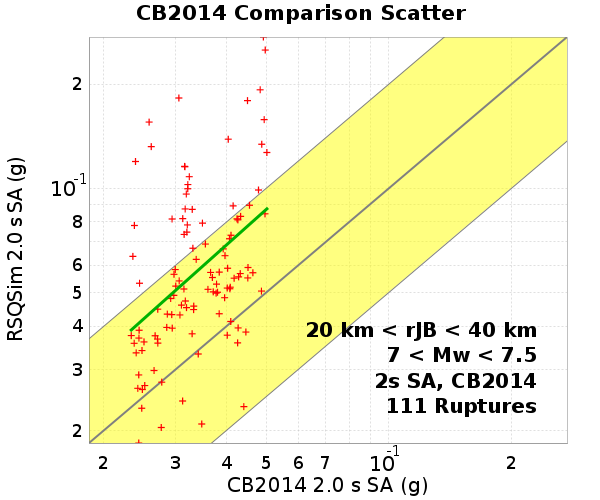 CB2014 Comparison Scatter
RSQSim 2.0 s SA (g)
2
10-1
8
6
5
4
3
2
20 km < rJB < 40 km
7 < Mw < 7.5
2s SA, CB2014
111 Ruptures
2 3 4 5 6 7 10-1 2
CB2014 2.0 s SA (g)